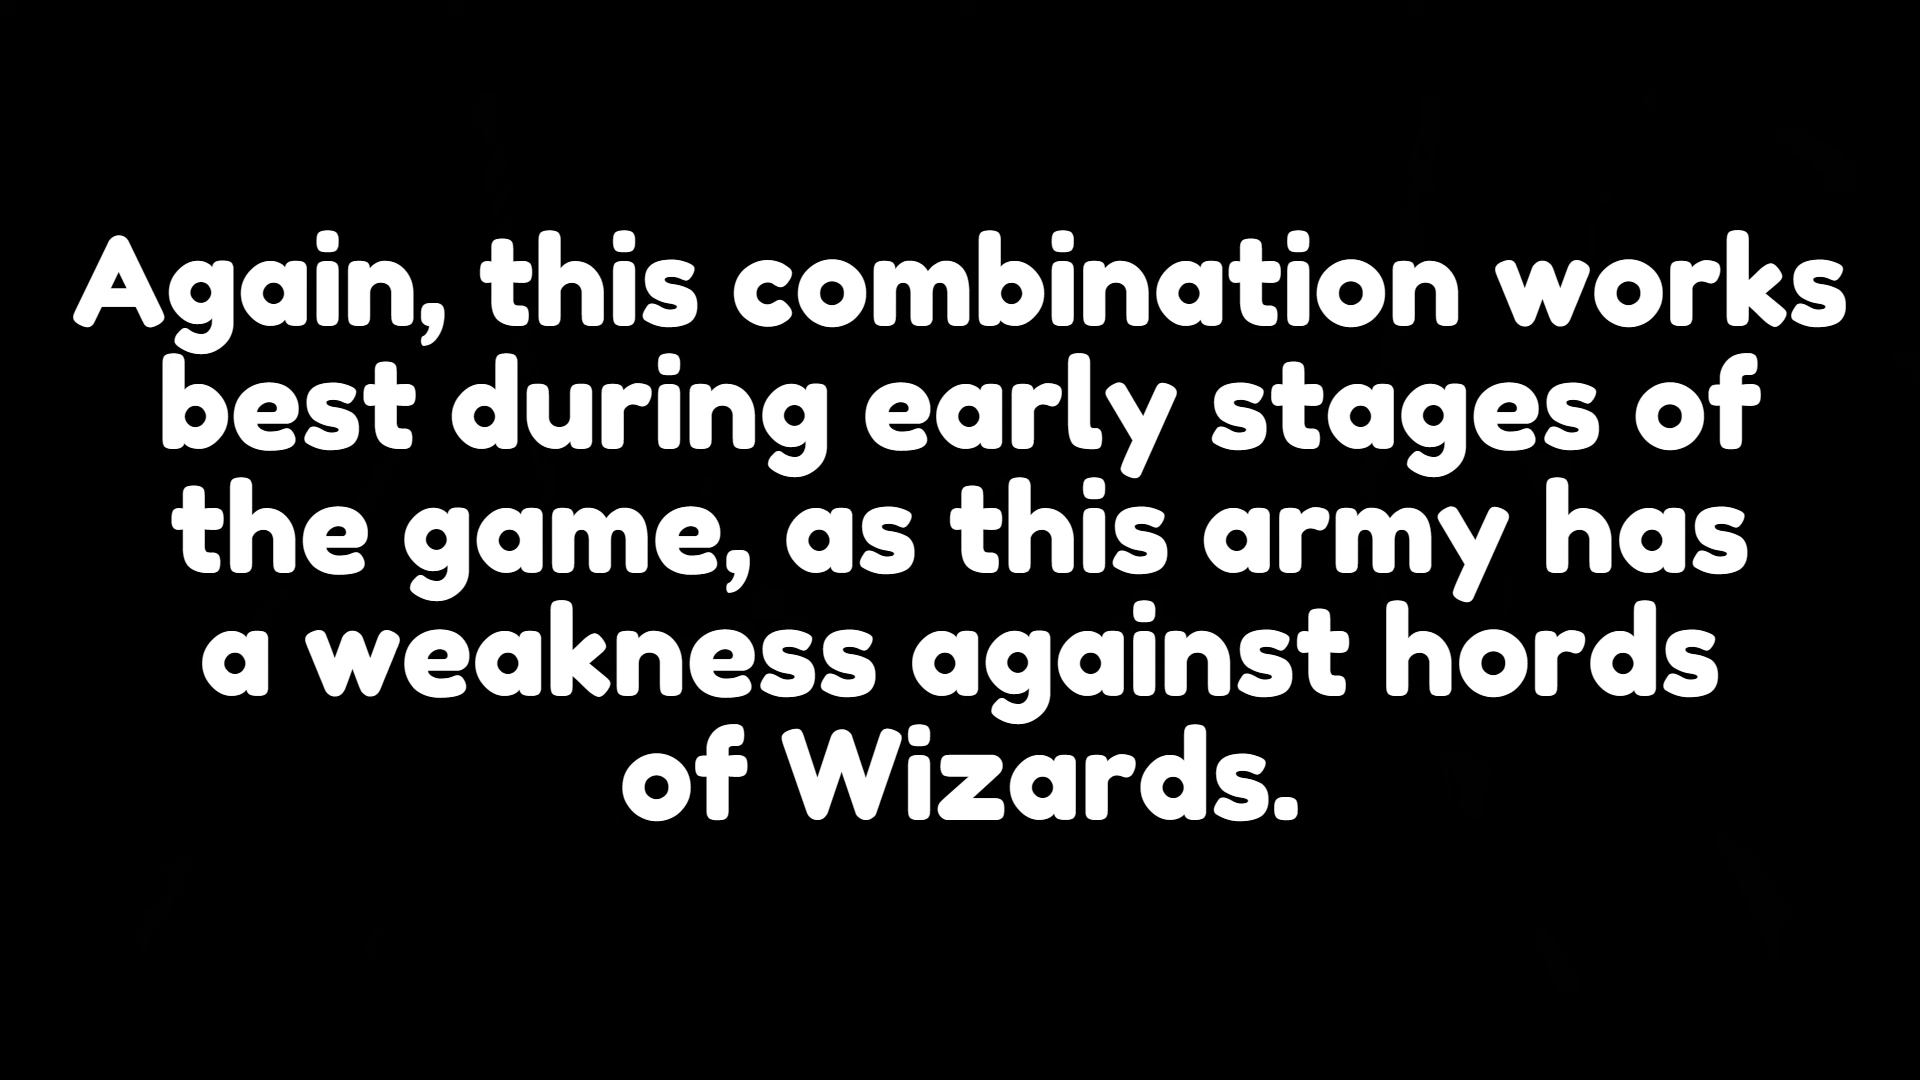 Again, this combination works
best during early stages of
the game, as this army has
a weakness against hords
of Wizards.